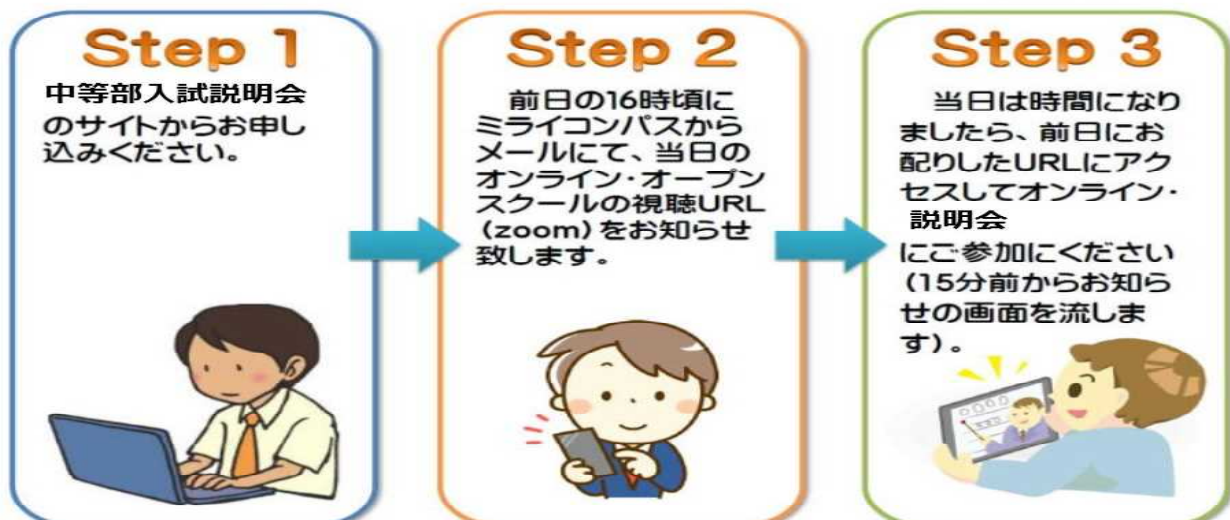 Step 1
中等部入試説明会
のサイトからお申し
込みください。
Step 2
前日の16時頃に
ミライコンパスから
メールにて、当日の
オンライン・オープン
スクールの視聴URL
(zoom)をお知らせ
致します。
Step 3
当日は時間になり
ましたら、前日にお
配りしたURLにアク
セスしてオンライン・
説明会
にご参加にください
(15分前からお知ら
せの画面を流しま
す)。